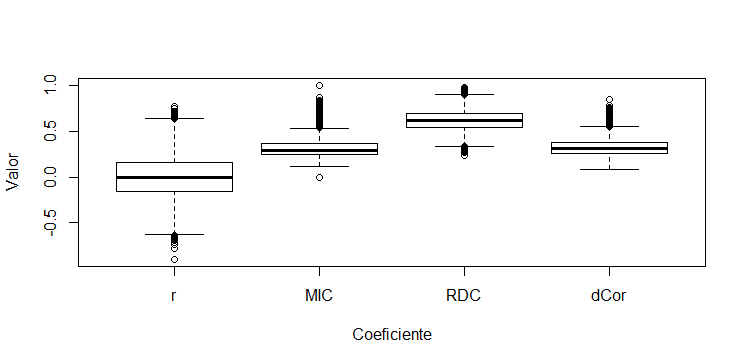 Valor
1.0
0.5
0.0
-0.5
r MIC RDC dCor
Coeficiente